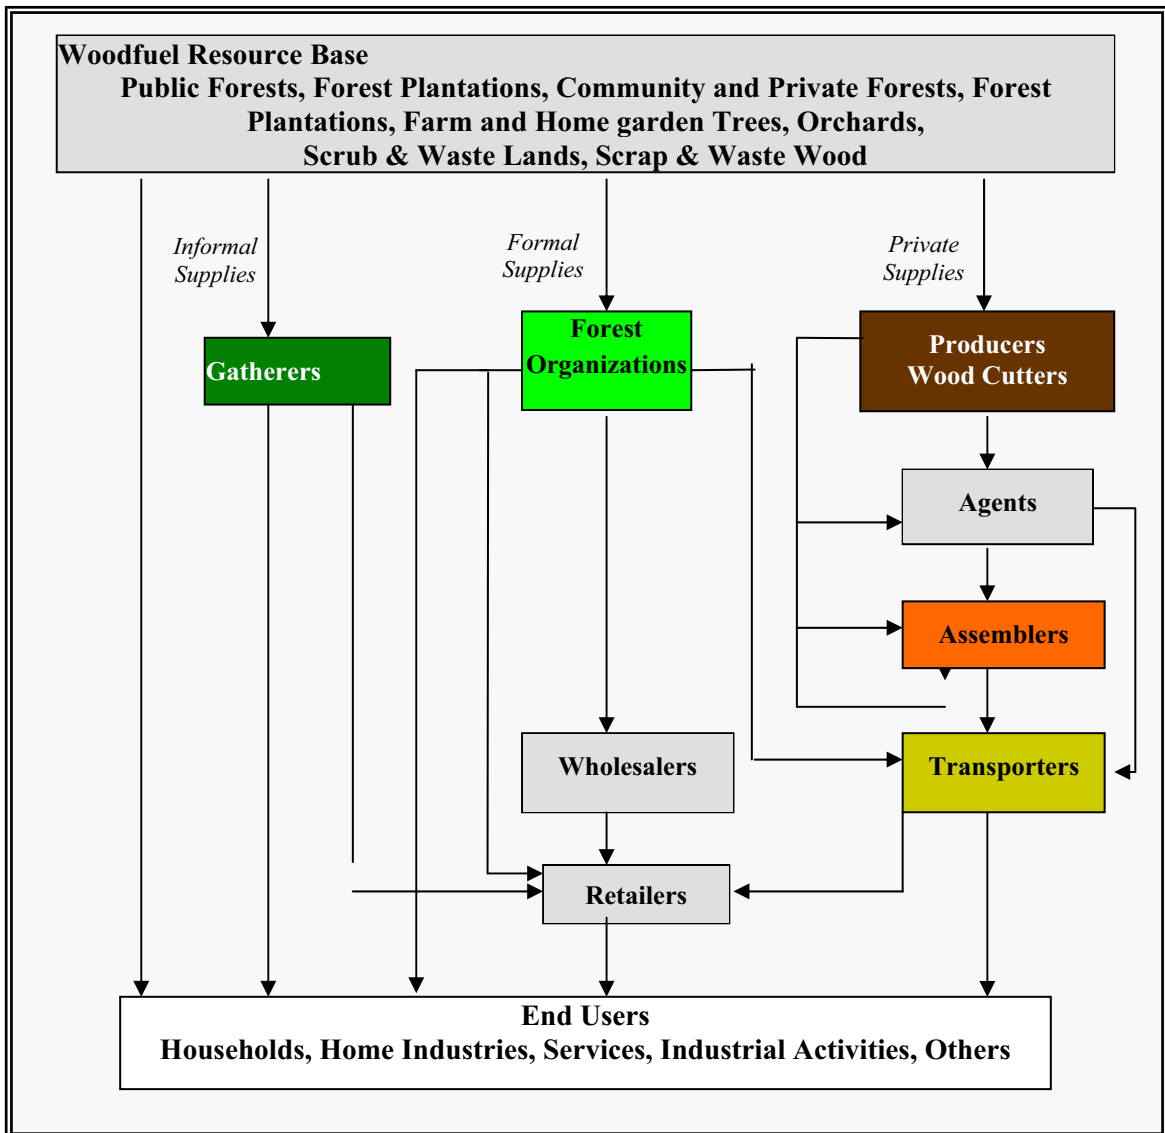 Woodfuel Resource Base
Public Forests, Forest Plantations, Community and Private Forests, Forest
Plantations, Farm and Home garden Trees, Orchards,
Scrub & Waste Lands, Scrap & Waste Wood
Informal
Supplies
Formal
Supplies
Private
Supplies
Gatherers
Forest
Organizations
Producers
Wood Cutters
Agents
Assemblers
Wholesalers
Transporters
Retailers
End Users
Households, Home Industries, Services, Industrial Activities, Others